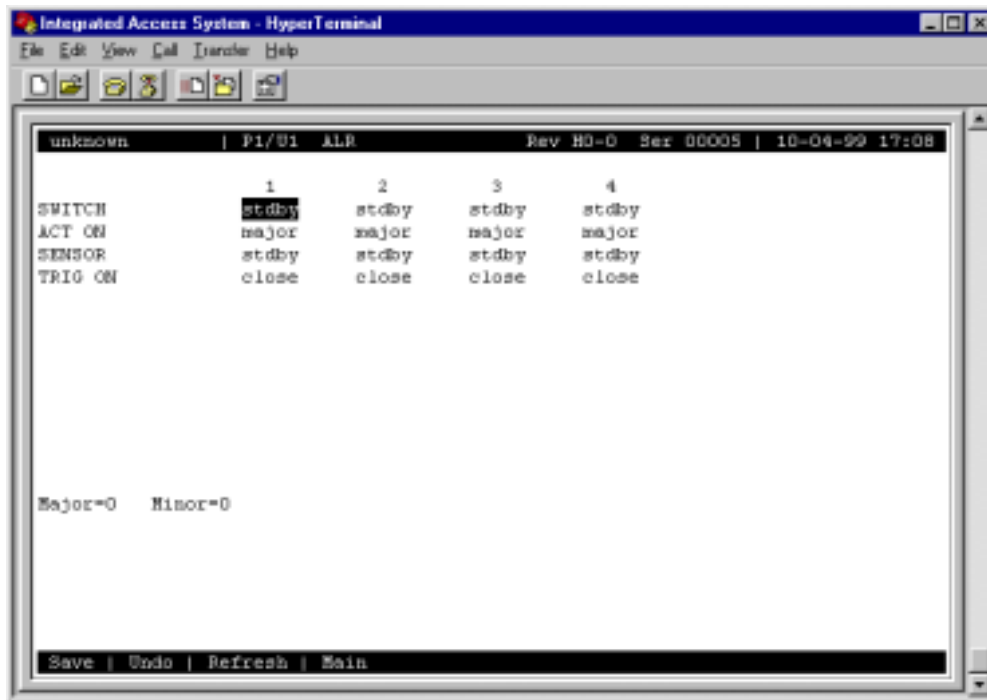 Integrated Access System - HyperTerminal
File Edit View Call Transfer Help
unknown | P1/U1 ALR Rev H0-0 Ser 00005 | 10-04-99 17:08
1 2 3 4
SWITCH stdby stdby stdby stdby
ACT ON major major major major
SENSOR stdby stdby stdby stdby
TRIG ON close close close close
Major=0 Minor=0
Save | Undo | Refresh | Main